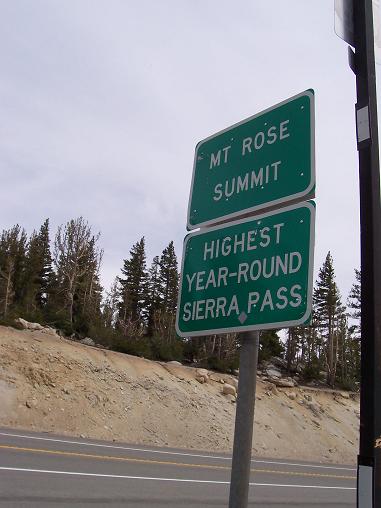 MT ROSE
SUMMIT
HIGHEST
YEAR-ROUND
SIERRA PASS